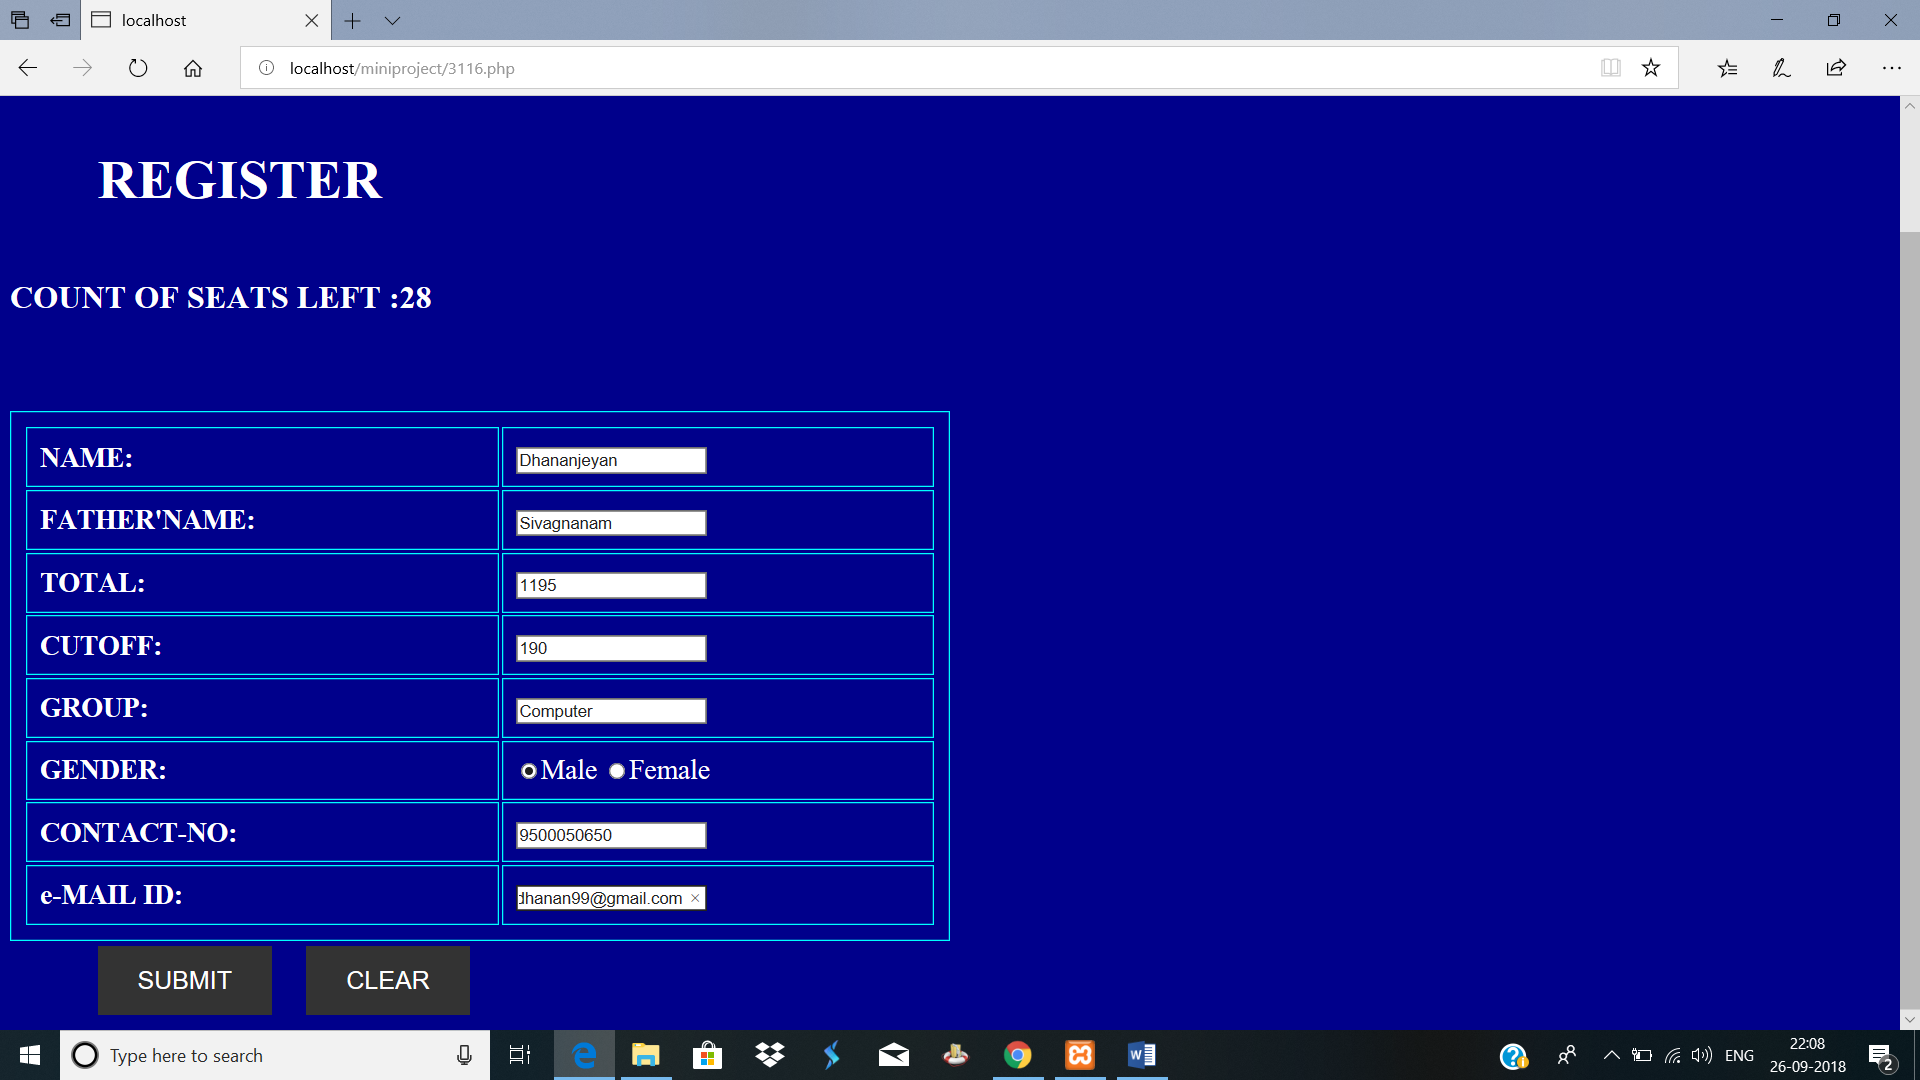 localhost
localhost/miniproject/3116.php
REGISTER
COUNT OF SEATS LEFT :28
NAME: Dhananjeyan
FATHER'NAME: Sivagnanam
TOTAL: 1195
CUTOFF: 190
GROUP: Computer
GENDER: Male Female
CONTACT-NO: 9500050650
e-MAIL ID: dhanan99@gmail.com
SUBMIT CLEAR
Type here to search
ENG
22:08
26-09-2018
2